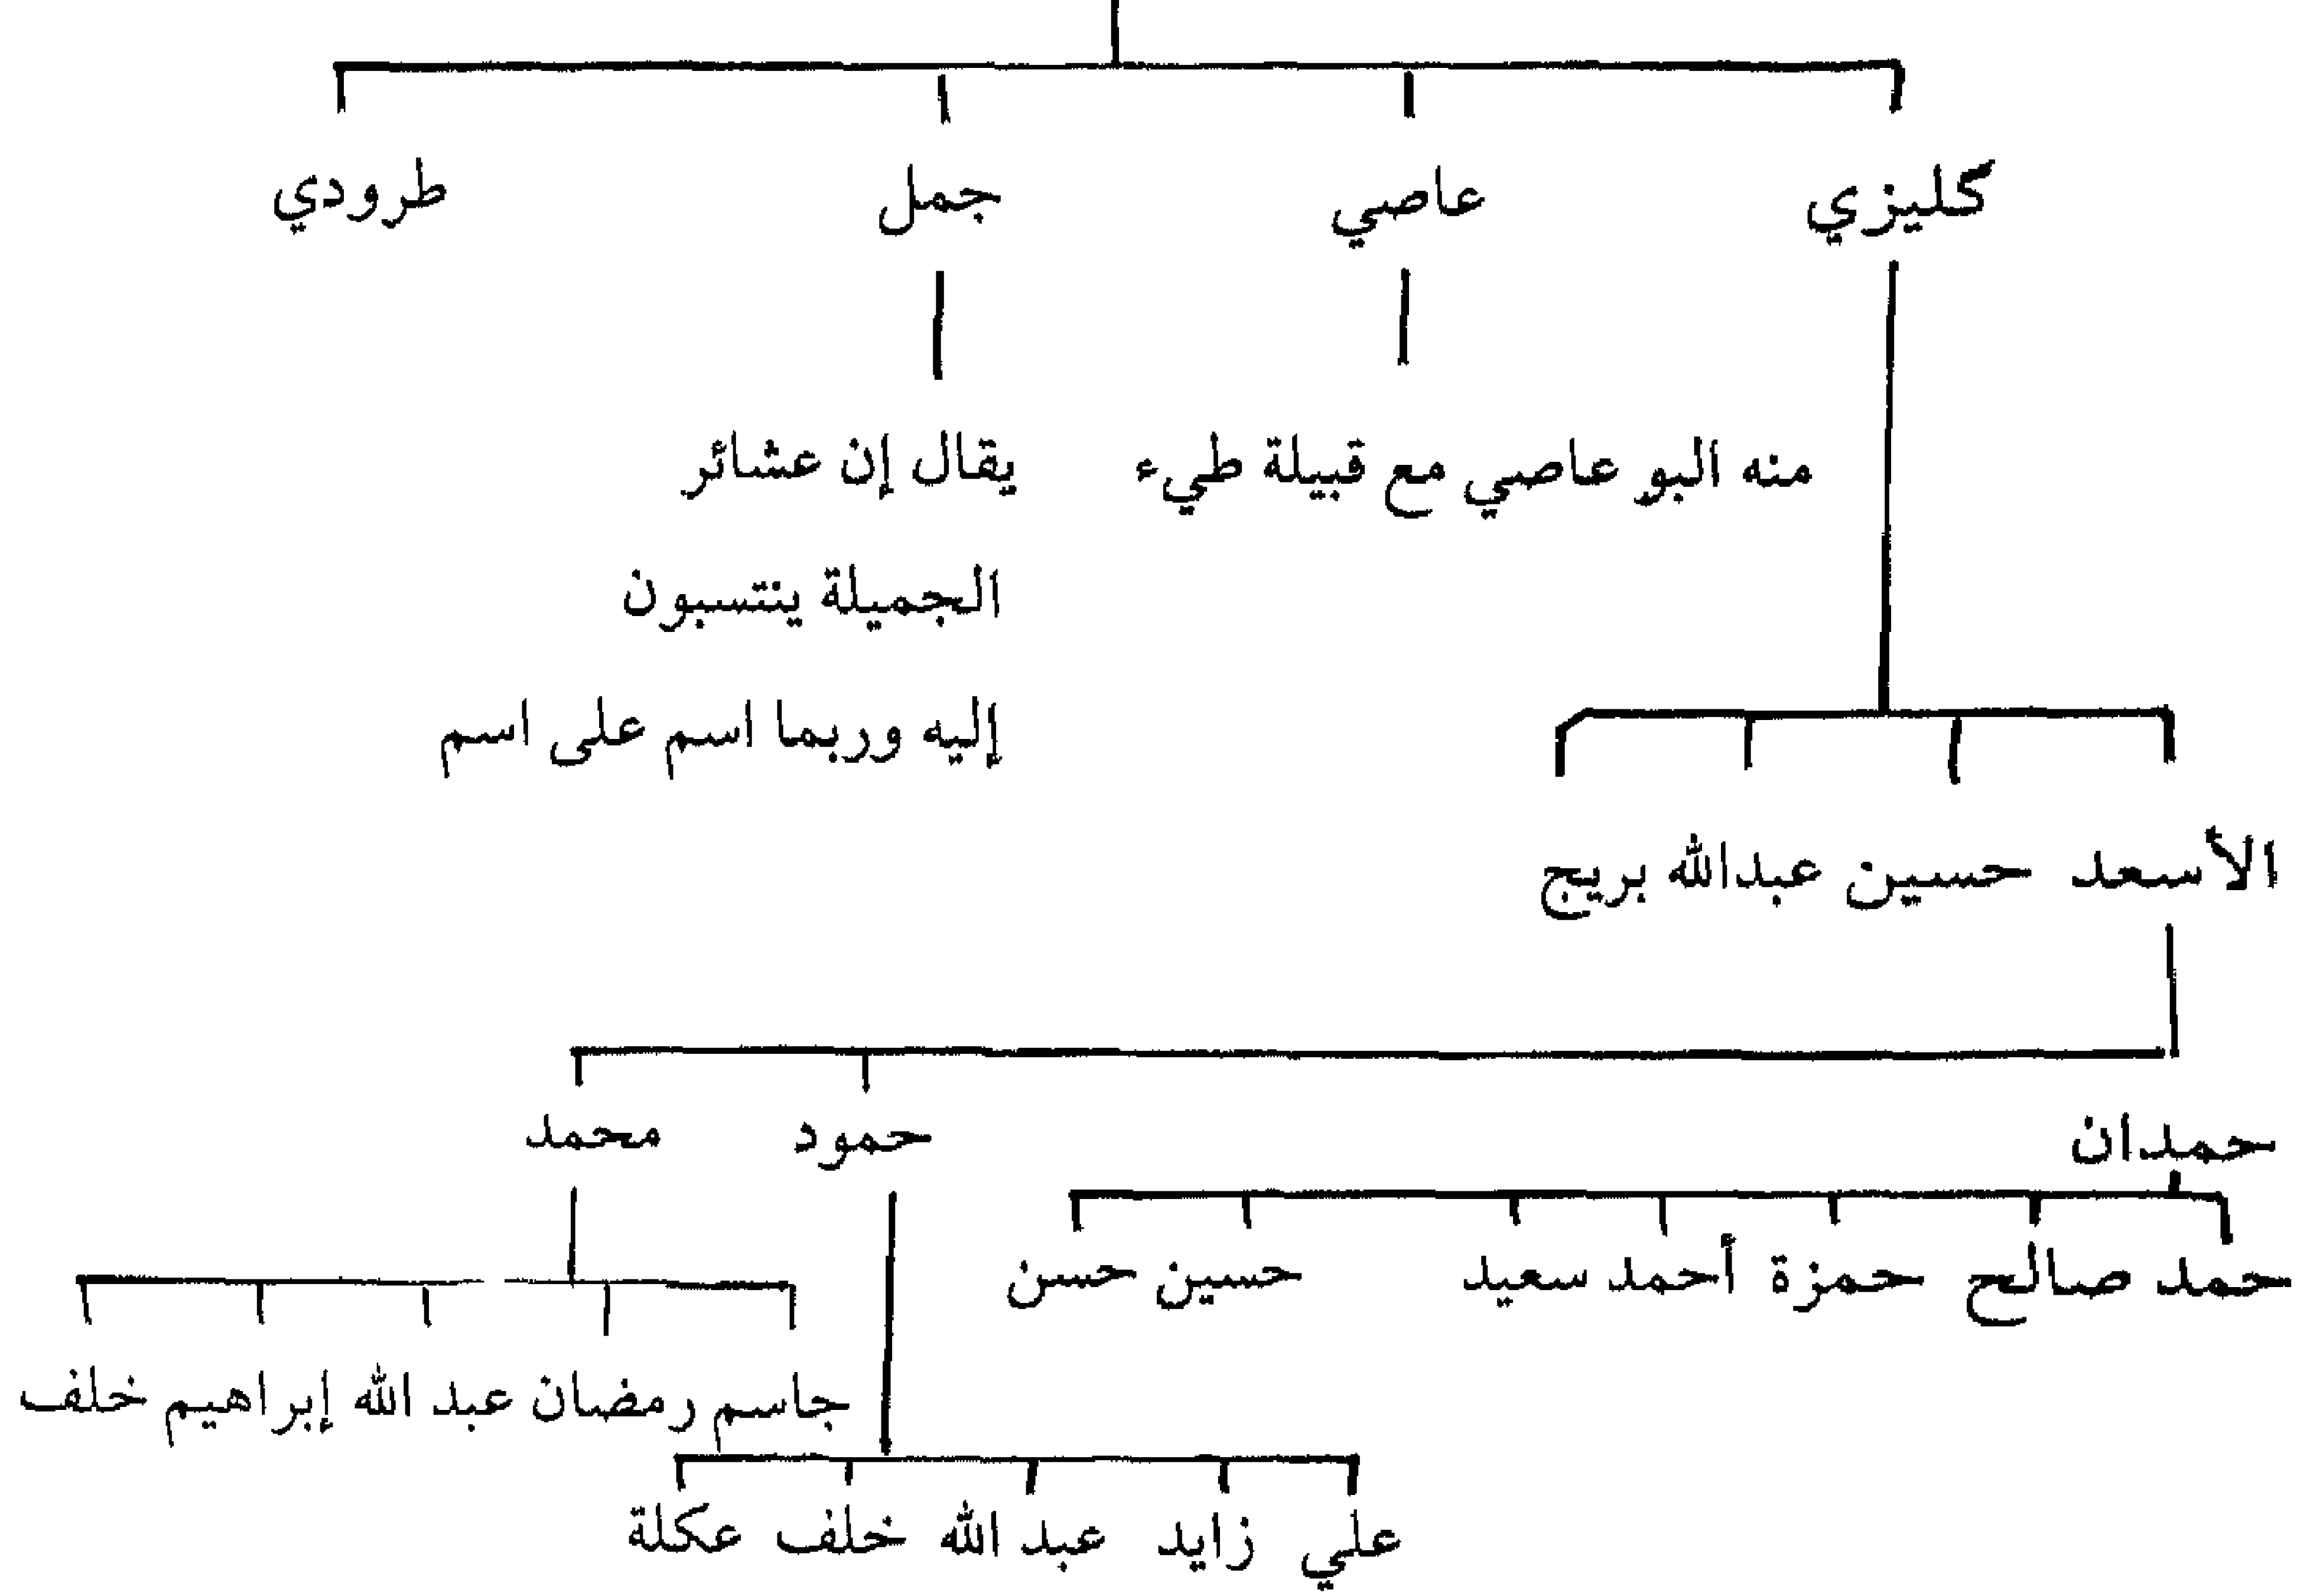 كليزي عاصي جمل طرودي
منه البو عاصي مع قبيلة طيء
يقال إن عشائر
الجميلة ينتسبون
إليه وربما اسم على اسم
الأسعد حسين عبدالله بريج
حمدان حمود محمد
حمد صالح حمزة أحمد سعيد حسين حسن
جاسم رمضان عبد الله إبراهيم خلف
علي زايد عبد الله خلف عكلة